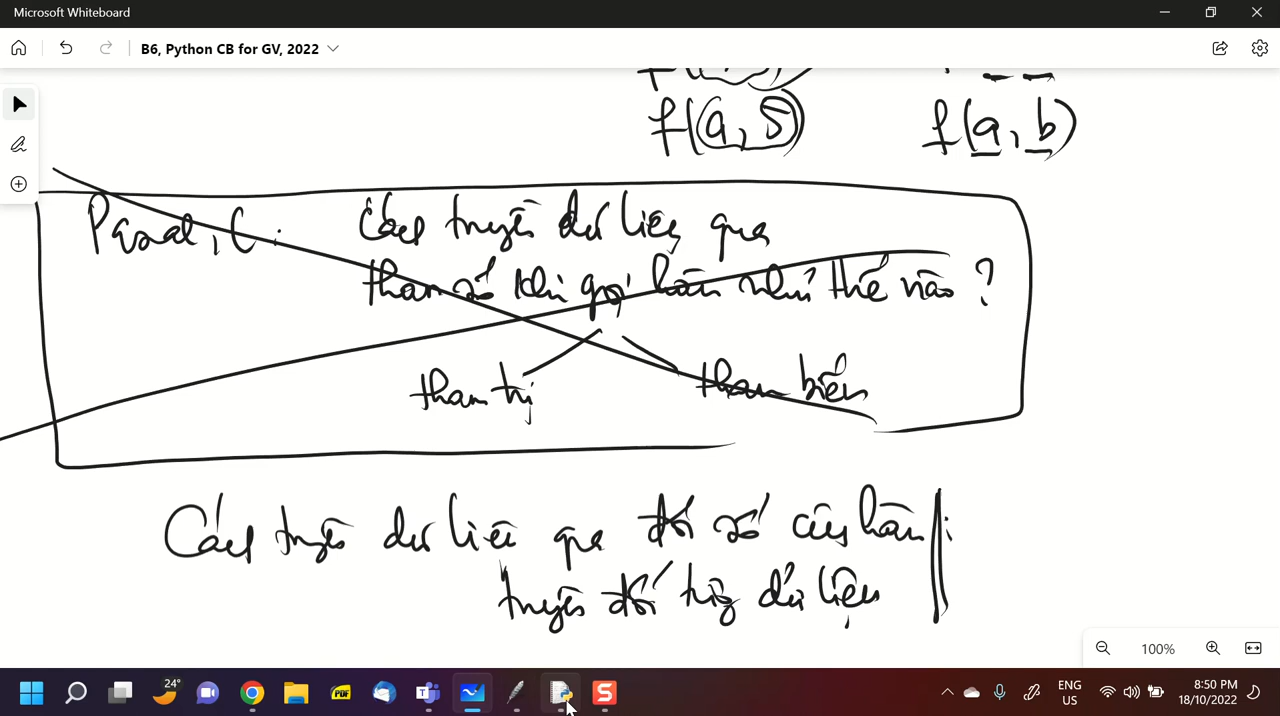 Microsoft Whiteboard
B6, Python CB for GV, 2022
f(a, 5) f(a, b)
Pascal, C : Cách truyền dữ liệu qua
tham số khi gọi hàm như thế nào ?
tham trị tham biến
Cách truyền dữ liệu qua đối số của hàm :
truyền đối tượng dữ liệu
100%
24°
PDF
S
ENG
US
8:50 PM
18/10/2022